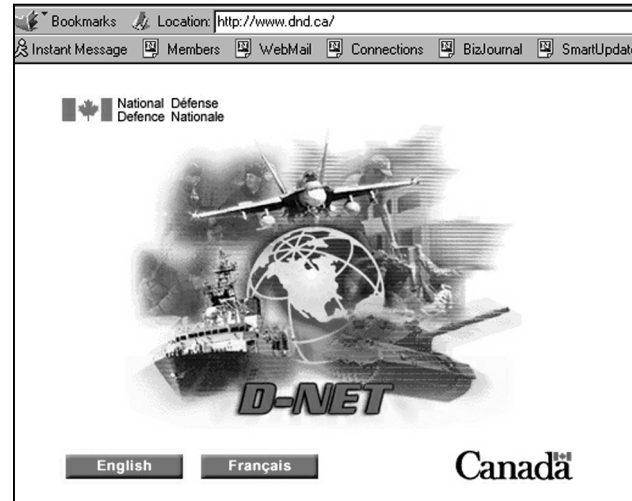 Bookmarks Location: http://www.dnd.ca/
Instant Message Members WebMail Connections BizJournal SmartUpdate
National Défense
Defence Nationale
D-NET
English Français Canada